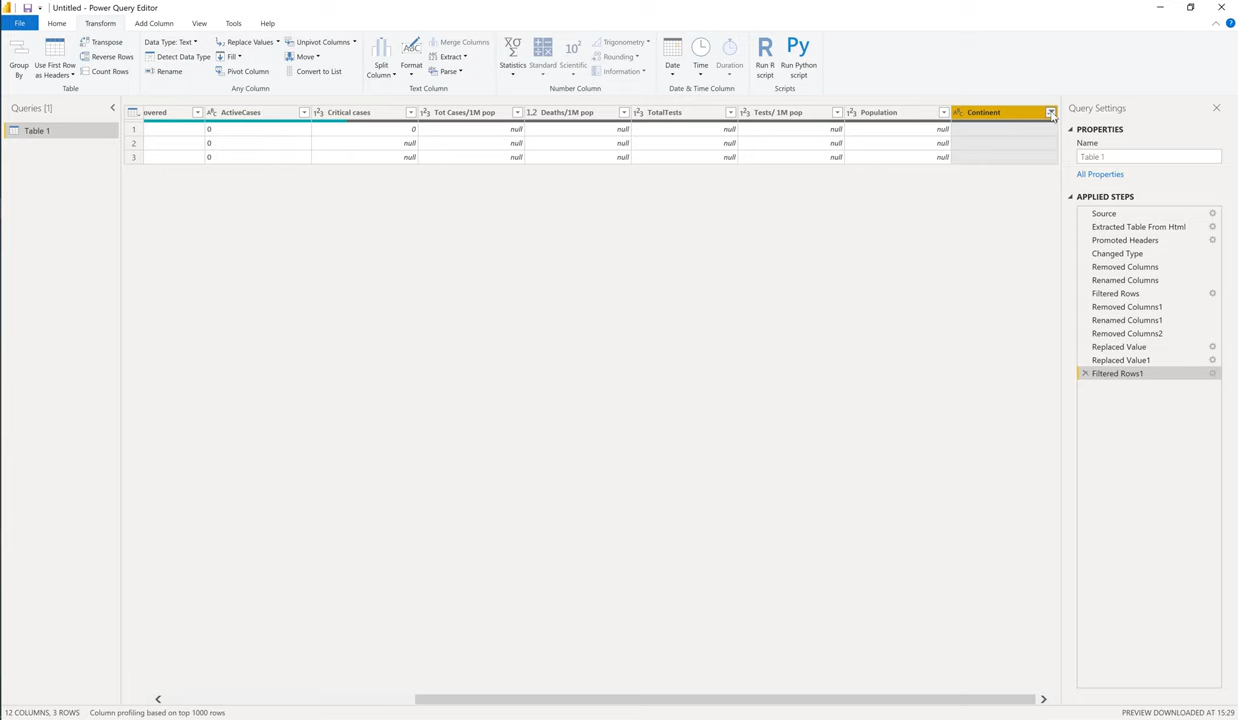 Untitled - Power Query Editor
File Home Transform Add Column View Tools Help
Group By
Use First Row as Headers
Transpose
Reverse Rows
Count Rows
Table
Data Type: Text
Detect Data Type
Rename
Replace Values
Fill
Pivot Column
Unpivot Columns
Move
Convert to List
Any Column
Split Column
Format
Merge Columns
Extract
Parse
Text Column
Statistics
Standard
Scientific
Trigonometry
Rounding
Information
Number Column
Date
Time
Duration
Date & Time Column
Run R script
Run Python script
Scripts
Queries [1]
Table 1
overed ActiveCases Critical cases Tot Cases/1M pop Deaths/1M pop TotalTests Tests/ 1M pop Population Continent
1 0 0 null null null null null
2 0 null null null null null null
3 0 null null null null null null
Query Settings
PROPERTIES
Name
Table 1
All Properties
APPLIED STEPS
Source
Extracted Table From Html
Promoted Headers
Changed Type
Removed Columns
Renamed Columns
Filtered Rows
Removed Columns1
Renamed Columns1
Removed Columns2
Replaced Value
Replaced Value1
Filtered Rows1
12 COLUMNS, 3 ROWS Column profiling based on top 1000 rows PREVIEW DOWNLOADED AT 15:29